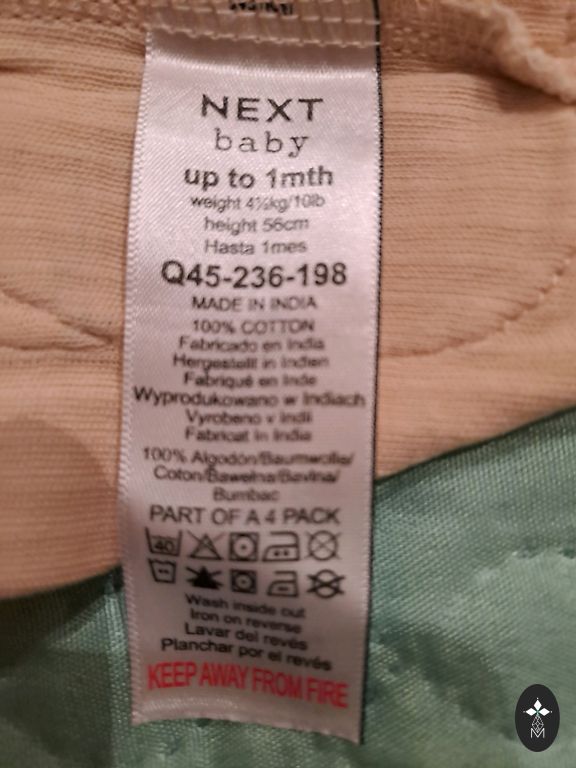 NEXT
baby
up to 1mth
weight 4½kg/10lb
height 56cm
Hasta 1mes
Q45-236-198
MADE IN INDIA
100% COTTON
Fabricado en India
Hergestellt in Indien
Fabriqué en Inde
Wyprodukowano w Indiach
Vyrobeno v Indii
Fabricat în India
100% Algodón/Baumwolle/
Coton/Bawełna/Bavlna/
Bumbac
PART OF A 4 PACK
40
Wash inside out
Iron on reverse
Lavar del revés
Planchar por el revés
KEEP AWAY FROM FIRE
M